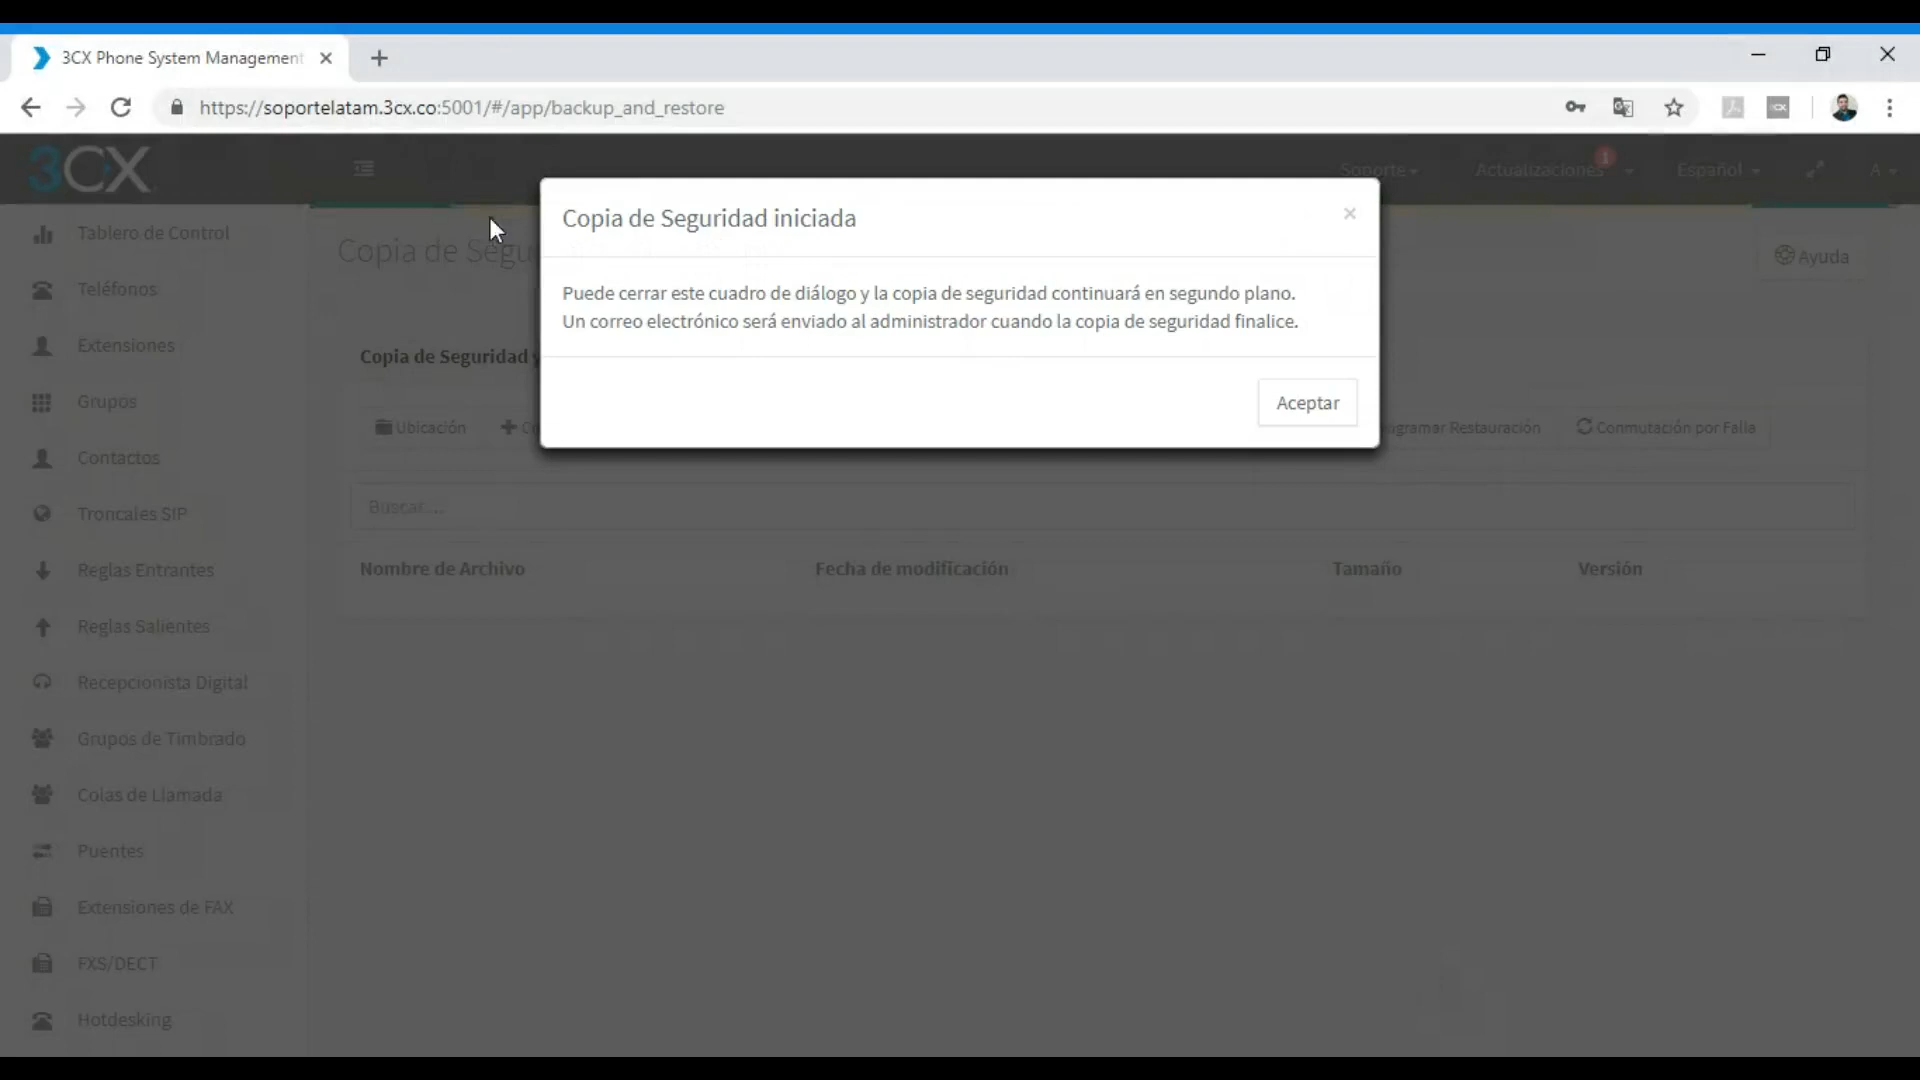 3CX Phone System Management
https://soportelatam.3cx.co:5001/#/app/backup_and_restore
3CX
Soporte
Actualizaciones
1
Español
A
Copia de Seguridad iniciada
Puede cerrar este cuadro de diálogo y la copia de seguridad continuará en segundo plano.
Un correo electrónico será enviado al administrador cuando la copia de seguridad finalice.
Aceptar
Copia de Segu
Ayuda
Copia de Seguridad y
Ubicación
ogramar Restauración
Conmutación por Falla
Buscar...
Nombre de Archivo
Fecha de modificación
Tamaño
Versión
Tablero de Control
Teléfonos
Extensiones
Grupos
Contactos
Troncales SIP
Reglas Entrantes
Reglas Salientes
Recepcionista Digital
Grupos de Timbrado
Colas de Llamada
Puentes
Extensiones de FAX
FXS/DECT
Hotdesking